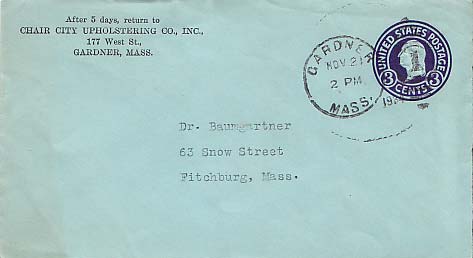 After 5 days, return to
CHAIR CITY UPHOLSTERING CO., INC.,
177 West St.,
GARDNER, MASS.
GARDNER
NOV 21
2 PM
MASS.
UNITED STATES POSTAGE
3 CENTS 3
Dr. Baumgartner
63 Snow Street
Fitchburg, Mass.